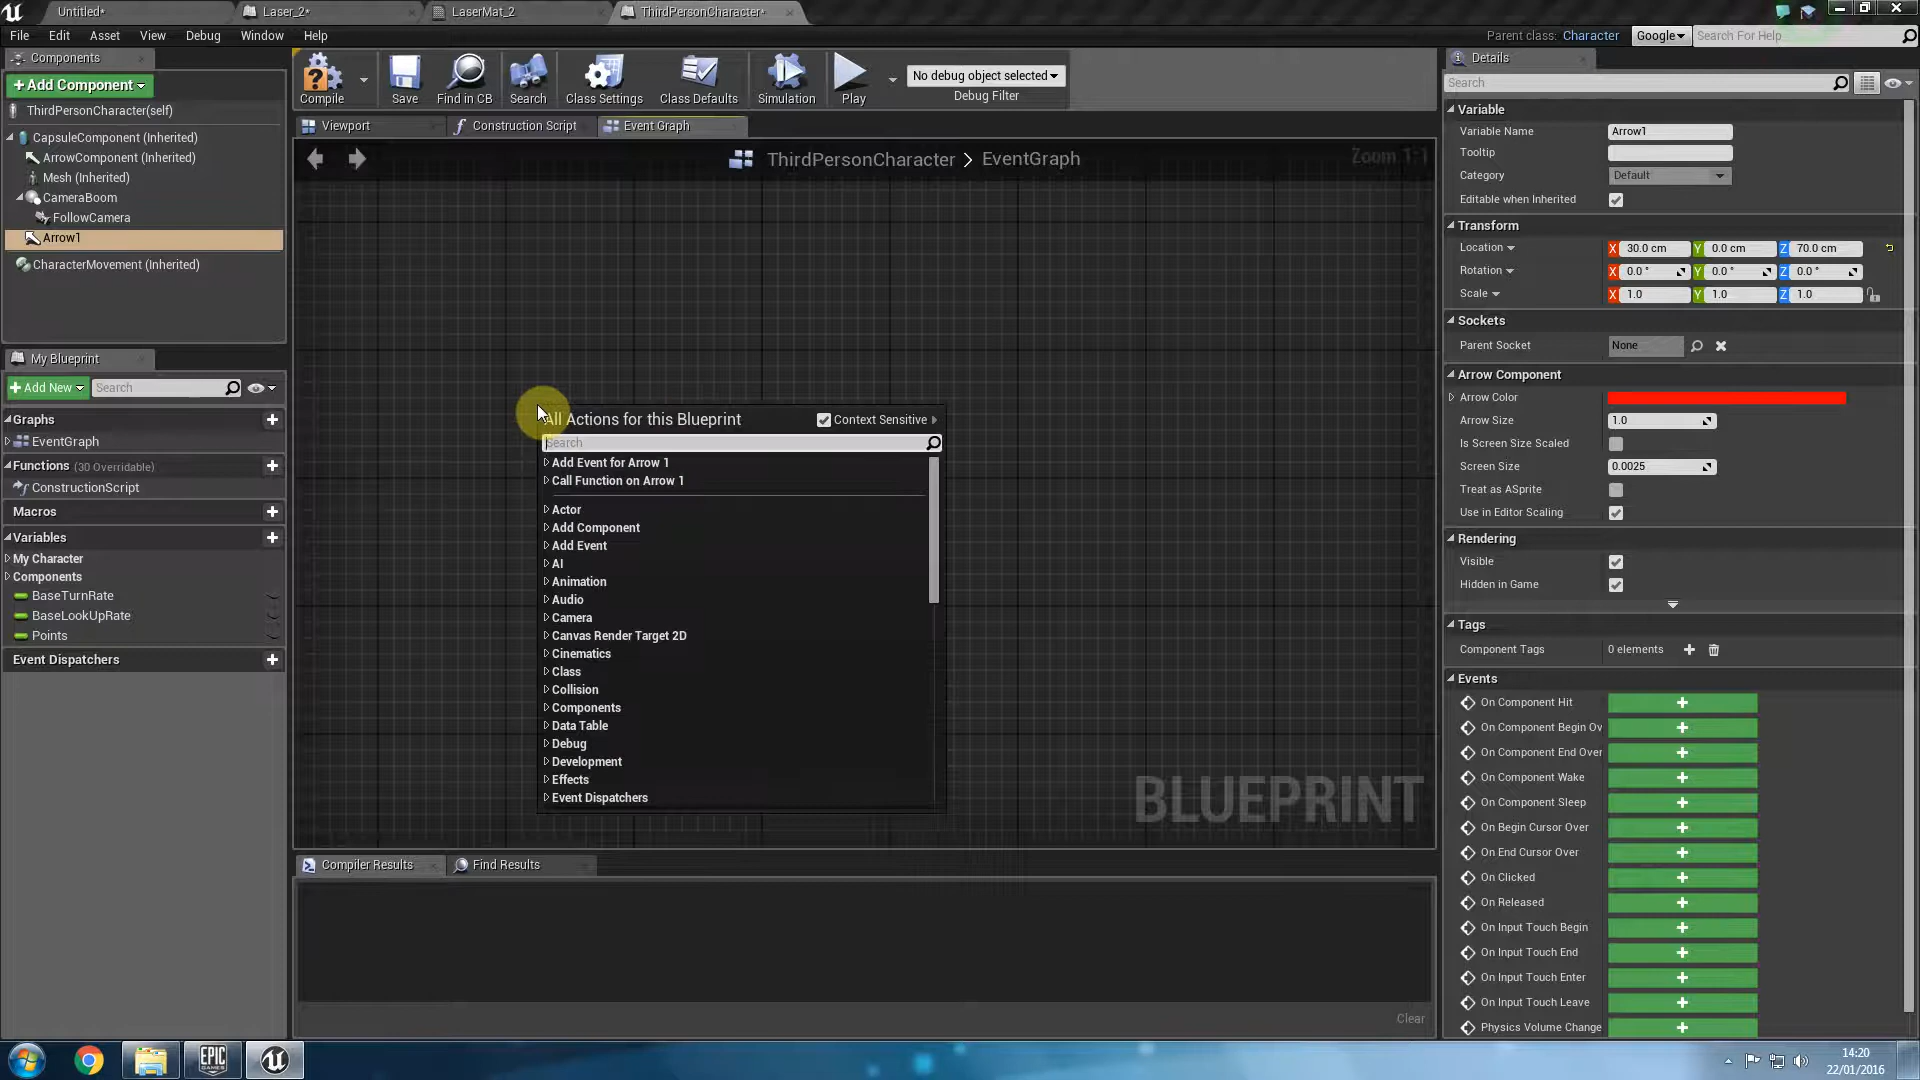 Untitled*
Laser_2*
LaserMat_2
ThirdPersonCharacter*
File Edit Asset View Debug Window Help
Parent class: Character
Google
Search For Help
Components
+Add Component
ThirdPersonCharacter(self)
CapsuleComponent (Inherited)
ArrowComponent (Inherited)
Mesh (Inherited)
CameraBoom
FollowCamera
Arrow1
CharacterMovement (Inherited)
My Blueprint
+Add New
Search
Graphs
EventGraph
Functions (30 Overridable)
ConstructionScript
Macros
Variables
My Character
Components
BaseTurnRate
BaseLookUpRate
Points
Event Dispatchers
Compile
Save
Find in CB
Search
Class Settings
Class Defaults
Simulation
Play
No debug object selected
Debug Filter
Viewport
Construction Script
Event Graph
ThirdPersonCharacter > EventGraph
Zoom 1:1
All Actions for this Blueprint
Context Sensitive
Search
Add Event for Arrow 1
Call Function on Arrow 1
Actor
Add Component
Add Event
AI
Animation
Audio
Camera
Canvas Render Target 2D
Cinematics
Class
Collision
Components
Data Table
Debug
Development
Effects
Event Dispatchers
BLUEPRINT
Compiler Results
Find Results
Clear
Details
Search
Variable
Variable Name Arrow1
Tooltip
Category Default
Editable when Inherited
Transform
Location X 30.0 cm Y 0.0 cm Z 70.0 cm
Rotation X 0.0 ° Y 0.0 ° Z 0.0 °
Scale X 1.0 Y 1.0 Z 1.0
Sockets
Parent Socket None
Arrow Component
Arrow Color
Arrow Size 1.0
Is Screen Size Scaled
Screen Size 0.0025
Treat as ASprite
Use in Editor Scaling
Rendering
Visible
Hidden in Game
Tags
Component Tags 0 elements
Events
On Component Hit
On Component Begin Ov
On Component End Over
On Component Wake
On Component Sleep
On Begin Cursor Over
On End Cursor Over
On Clicked
On Released
On Input Touch Begin
On Input Touch End
On Input Touch Enter
On Input Touch Leave
Physics Volume Change
EPIC GAMES
14:20
22/01/2016